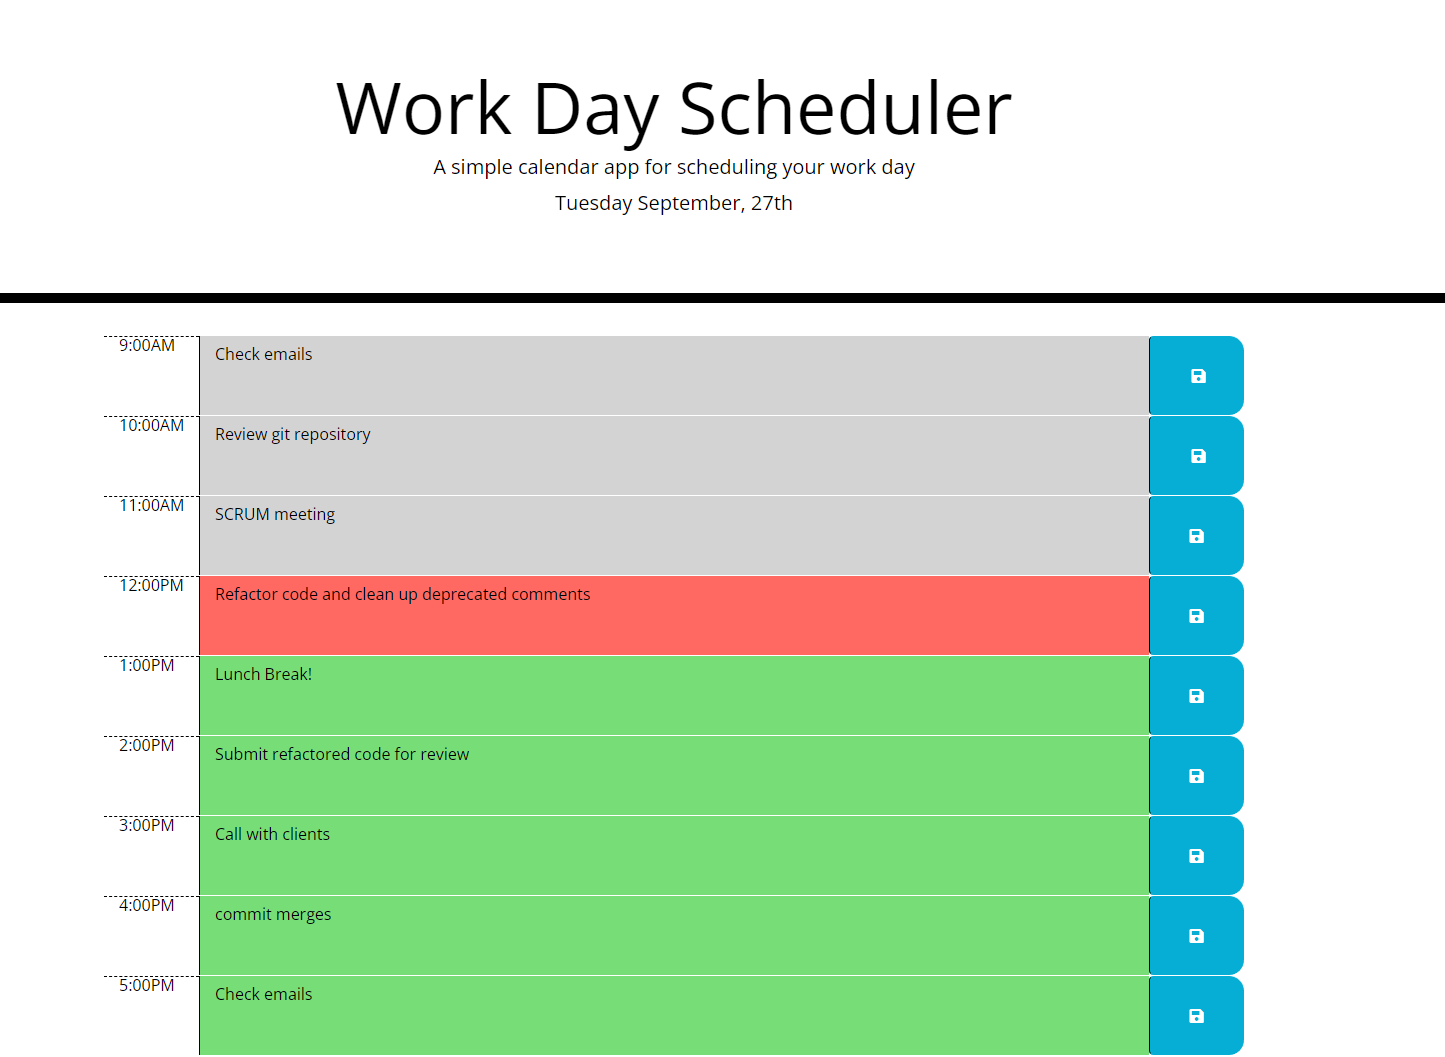 Work Day Scheduler
A simple calendar app for scheduling your work day
Tuesday September, 27th
9:00AM Check emails
10:00AM Review git repository
11:00AM SCRUM meeting
12:00PM Refactor code and clean up deprecated comments
1:00PM Lunch Break!
2:00PM Submit refactored code for review
3:00PM Call with clients
4:00PM commit merges
5:00PM Check emails